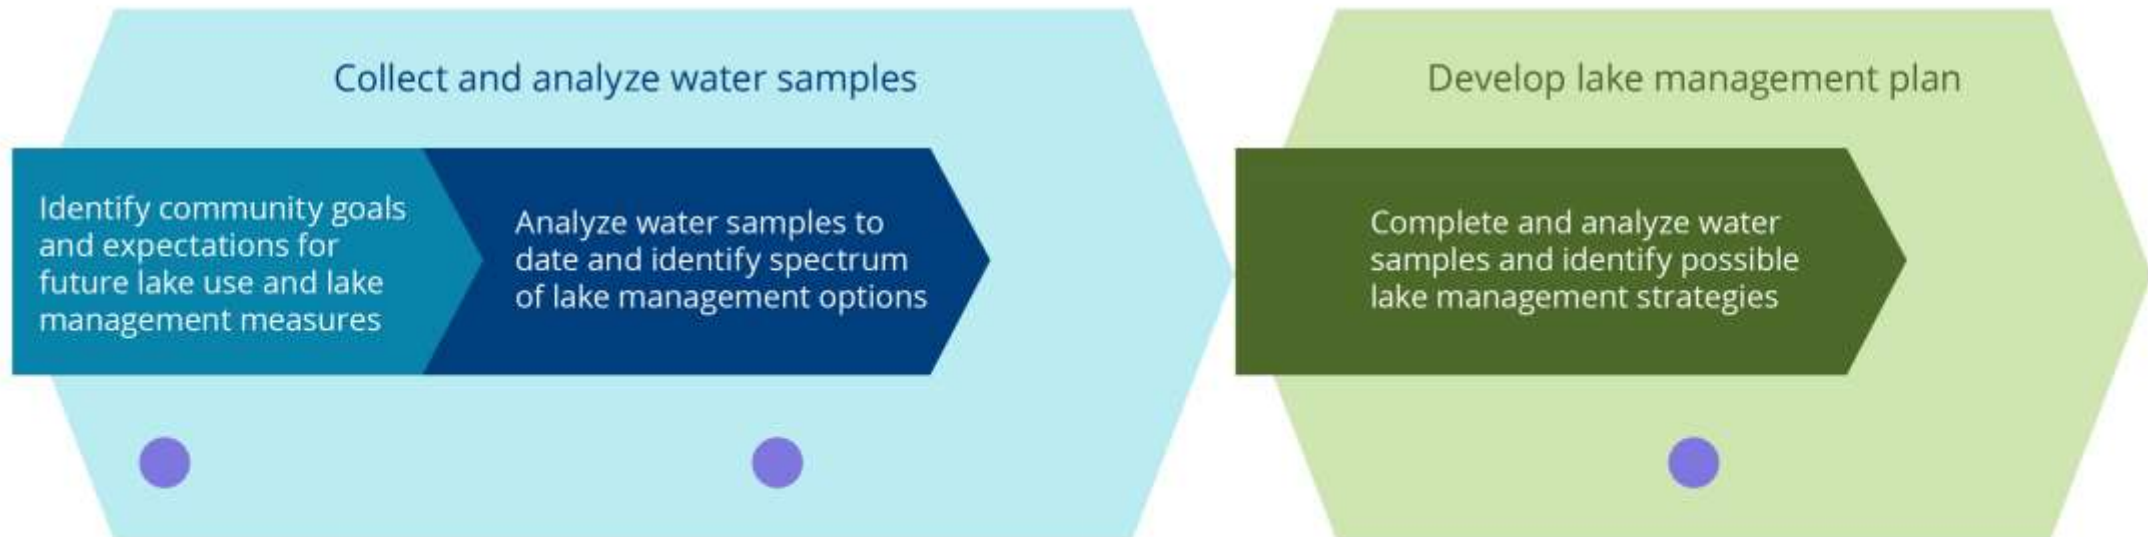 Collect and analyze water samples
Develop lake management plan
Identify community goals
and expectations for
future lake use and lake
management measures
Analyze water samples to
date and identify spectrum
of lake management options
Complete and analyze water
samples and identify possible
lake management strategies